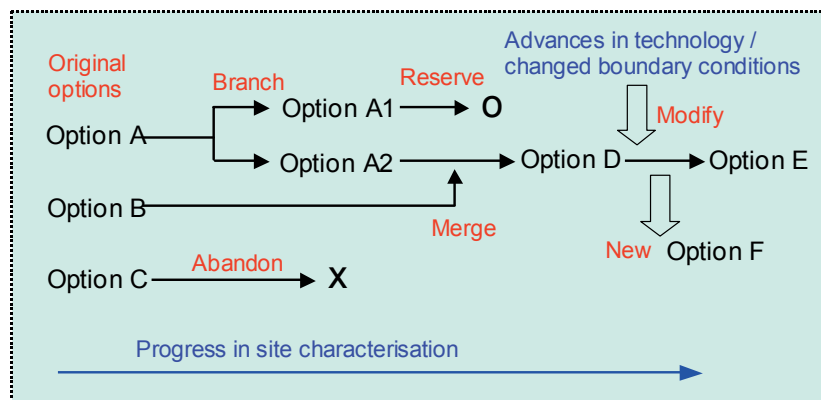 Original
options
Branch
Reserve
Advances in technology /
changed boundary conditions
Option A
Option A1
O
Modify
Option A2
Option D
Option E
Option B
Merge
New
Option F
Option C
Abandon
X
Progress in site characterisation